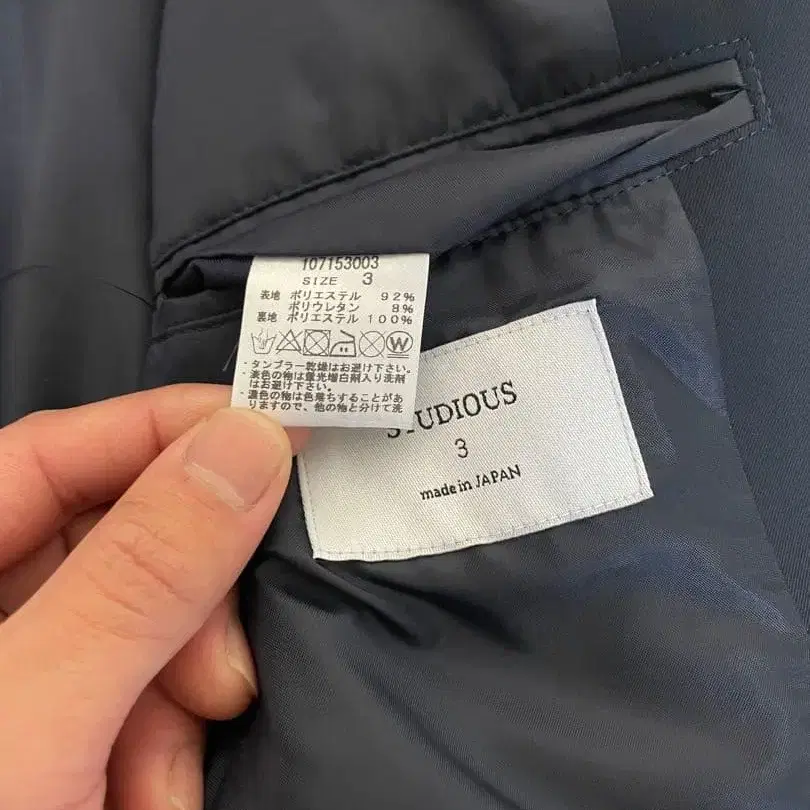 107153003
SIZE 3
表地 ポリエステル 92%
ポリウレタン 8%
裏地 ポリエステル 100%
W
・タンブラー乾燥はお避け下さい。
・淡色の物は蛍光増白剤入り洗剤
はお避け下さい。
・濃色の物は色落ちすることがあ
りますので、他の物と分けて洗
STUDIOUS
3
made in JAPAN